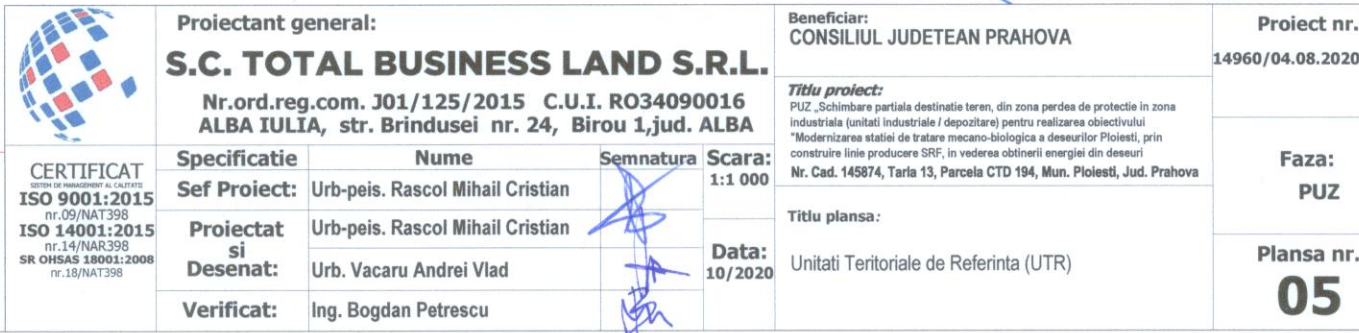 Proiectant general:
S.C. TOTAL BUSINESS LAND S.R.L.
Nr.ord.reg.com. J01/125/2015 C.U.I. RO34090016
ALBA IULIA, str. Brindusei nr. 24, Birou 1,jud. ALBA
Beneficiar:
CONSILIUL JUDETEAN PRAHOVA
Proiect nr.
14960/04.08.2020
Titlu proiect:
PUZ „Schimbare partiala destinatie teren, din zona perdea de protectie in zona
industriala (unitati industriale / depozitare) pentru realizarea obiectivului
"Modernizarea statiei de tratare mecano-biologica a deseurilor Ploiesti, prin
construire linie producere SRF, in vederea obtinerii energiei din deseuri
Nr. Cad. 145874, Tarla 13, Parcela CTD 194, Mun. Ploiesti, Jud. Prahova
Faza:
PUZ
CERTIFICAT
SISTEM DE MANAGEMENT AL CALITATII
ISO 9001:2015
nr.09/NAT398
ISO 14001:2015
nr.14/NAR398
SR OHSAS 18001:2008
nr.18/NAT398
Specificatie Nume Semnatura Scara:
1:1 000
Sef Proiect: Urb-peis. Rascol Mihail Cristian
Proiectat
si
Desenat:
Urb-peis. Rascol Mihail Cristian
Urb. Vacaru Andrei Vlad
Data:
10/2020
Verificat: Ing. Bogdan Petrescu
Titlu plansa:
Unitati Teritoriale de Referinta (UTR)
Plansa nr.
05